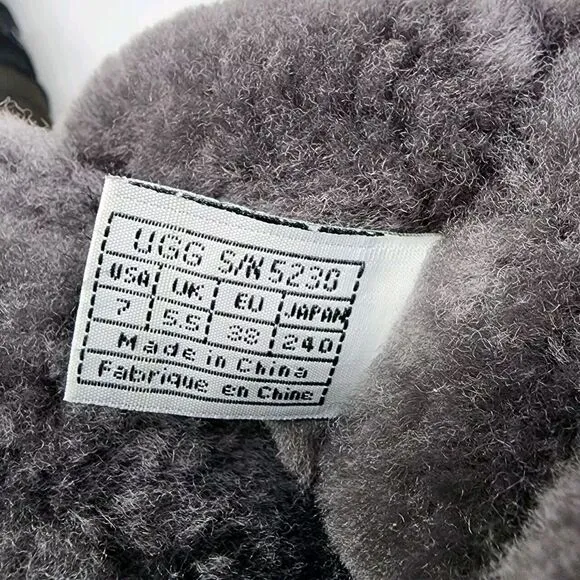 UGG S/N 5230
USA UK EU JAPAN
7 5.5 38 240
Made in China
Fabrique en Chine